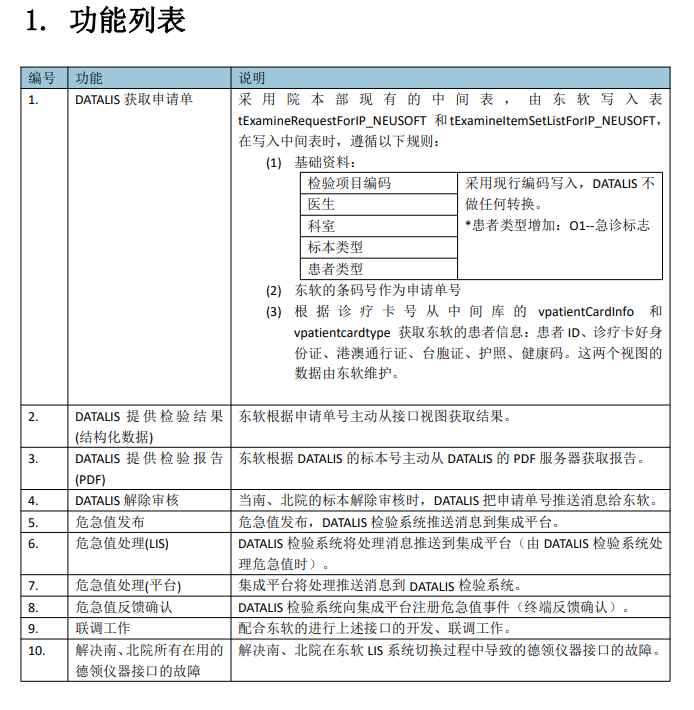 1. 功能列表
编号 功能 说明
1. DATALIS 获取申请单 采用院本部现有的中间表，由东软写入表
tExamineRequestForIP_NEUSOFT 和 tExamineItemSetListForIP_NEUSOFT，
在写入中间表时，遵循以下规则：
(1) 基础资料：
检验项目编码 采用现行编码写入，DATALIS 不
医生 做任何转换。
科室 *患者类型增加：O1--急诊标志
标本类型
患者类型
(2) 东软的条码号作为申请单号
(3) 根据诊疗卡号从中间库的 vpatientCardInfo 和
vpatientcardtype 获取东软的患者信息：患者 ID、诊疗卡好身
份证、港澳通行证、台胞证、护照、健康码。这两个视图的
数据由东软维护。
2. DATALIS 提供检验结果 东软根据申请单号主动从接口视图获取结果。
(结构化数据)
3. DATALIS 提供检验报告 东软根据 DATALIS 的标本号主动从 DATALIS 的 PDF 服务器获取报告。
(PDF)
4. DATALIS 解除审核 当南、北院的标本解除审核时，DATALIS 把申请单号推送消息给东软。
5. 危急值发布 危急值发布，DATALIS 检验系统推送消息到集成平台。
6. 危急值处理(LIS) DATALIS 检验系统将处理消息推送到集成平台（由 DATALIS 检验系统处
理危急值时）。
7. 危急值处理(平台) 集成平台将处理推送消息到 DATALIS 检验系统。
8. 危急值反馈确认 DATALIS 检验系统向集成平台注册危急值事件（终端反馈确认）。
9. 联调工作 配合东软的进行上述接口的开发、联调工作。
10. 解决南、北院所有在用的 解决南、北院在东软 LIS 系统切换过程中导致的德领仪器接口的故障。
德领仪器接口的故障